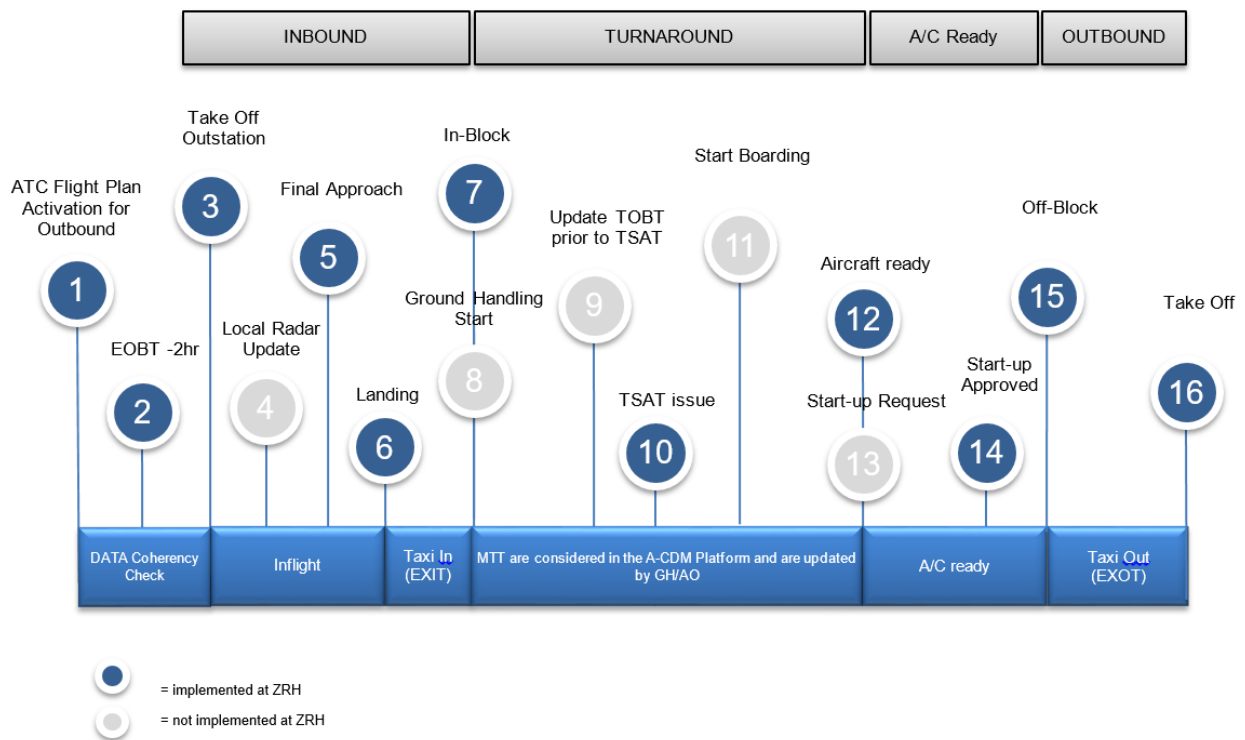 INBOUND
TURNAROUND
A/C Ready
OUTBOUND
Take Off
Outstation
In-Block
Start Boarding
ATC Flight Plan
Activation for
Outbound
3
Final Approach
7
Update TOBT
prior to TSAT
11
Off-Block
1
5
Ground Handling
Start
9
Aircraft ready
15
Take Off
EOBT -2hr
Local Radar
Update
12
2
4
Landing
8
TSAT issue
Start-up Request
Start-up
Approved
16
6
10
13
14
DATA Coherency
Check
Inflight
Taxi In
(EXIT)
MTT are considered in the A-CDM Platform and are updated
by GH/AO
A/C ready
Taxi Out
(EXOT)
= implemented at ZRH
= not implemented at ZRH